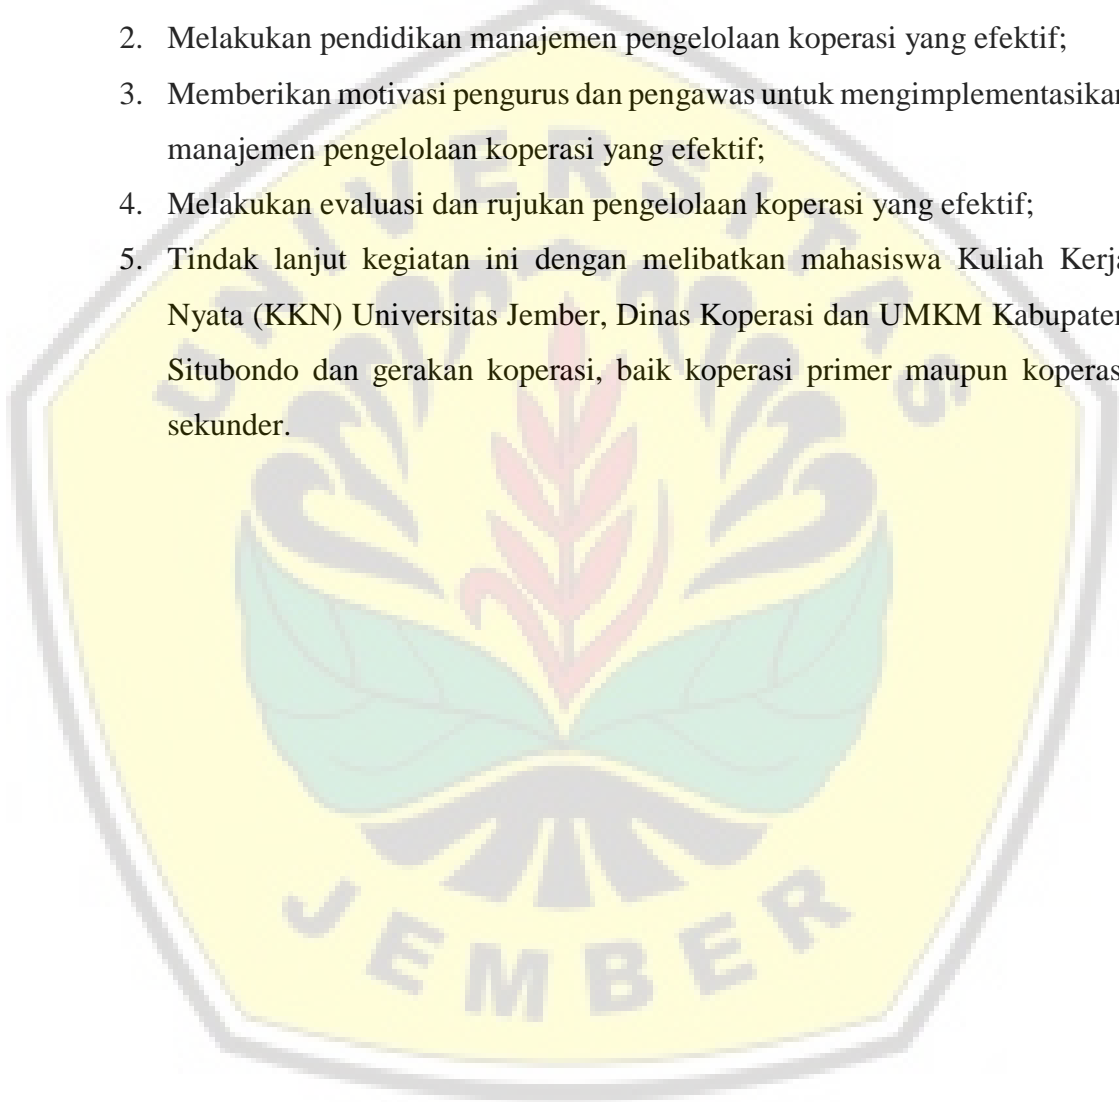 2. Melakukan pendidikan manajemen pengelolaan koperasi yang efektif;
3. Memberikan motivasi pengurus dan pengawas untuk mengimplementasikan
manajemen pengelolaan koperasi yang efektif;
4. Melakukan evaluasi dan rujukan pengelolaan koperasi yang efektif;
5. Tindak lanjut kegiatan ini dengan melibatkan mahasiswa Kuliah Kerja
Nyata (KKN) Universitas Jember, Dinas Koperasi dan UMKM Kabupaten
Situbondo dan gerakan koperasi, baik koperasi primer maupun koperas
sekunder.
UNIVERSITAS
JEMBER